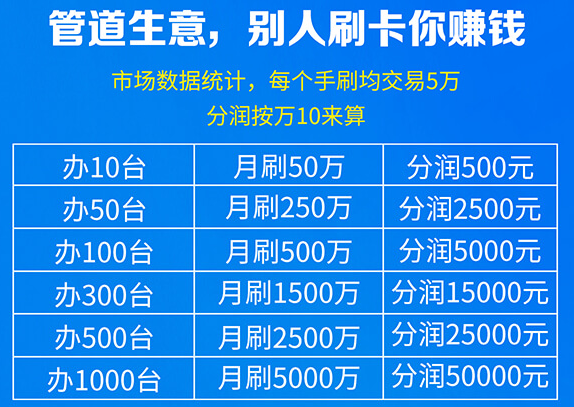 管道生意，别人刷卡你赚钱
市场数据统计，每个手刷均交易5万
分润按万10来算
办10台 月刷50万 分润500元
办50台 月刷250万 分润2500元
办100台 月刷500万 分润5000元
办300台 月刷1500万 分润15000元
办500台 月刷2500万 分润25000元
办1000台 月刷5000万 分润50000元